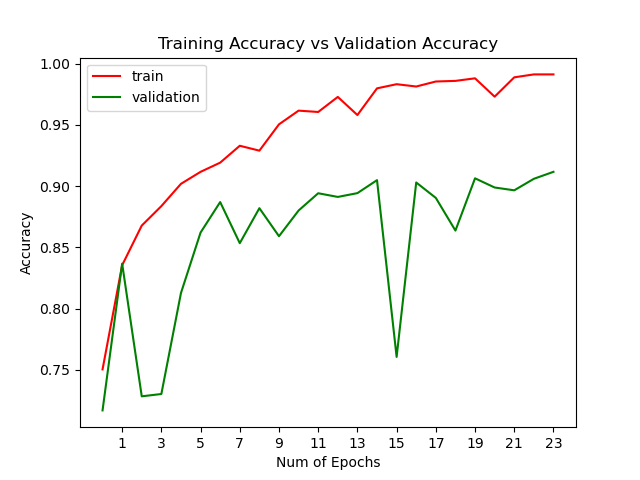 Training Accuracy vs Validation Accuracy
train
validation
1.00
0.95
0.90
0.85
0.80
0.75
Accuracy
1 3 5 7 9 11 13 15 17 19 21 23
Num of Epochs